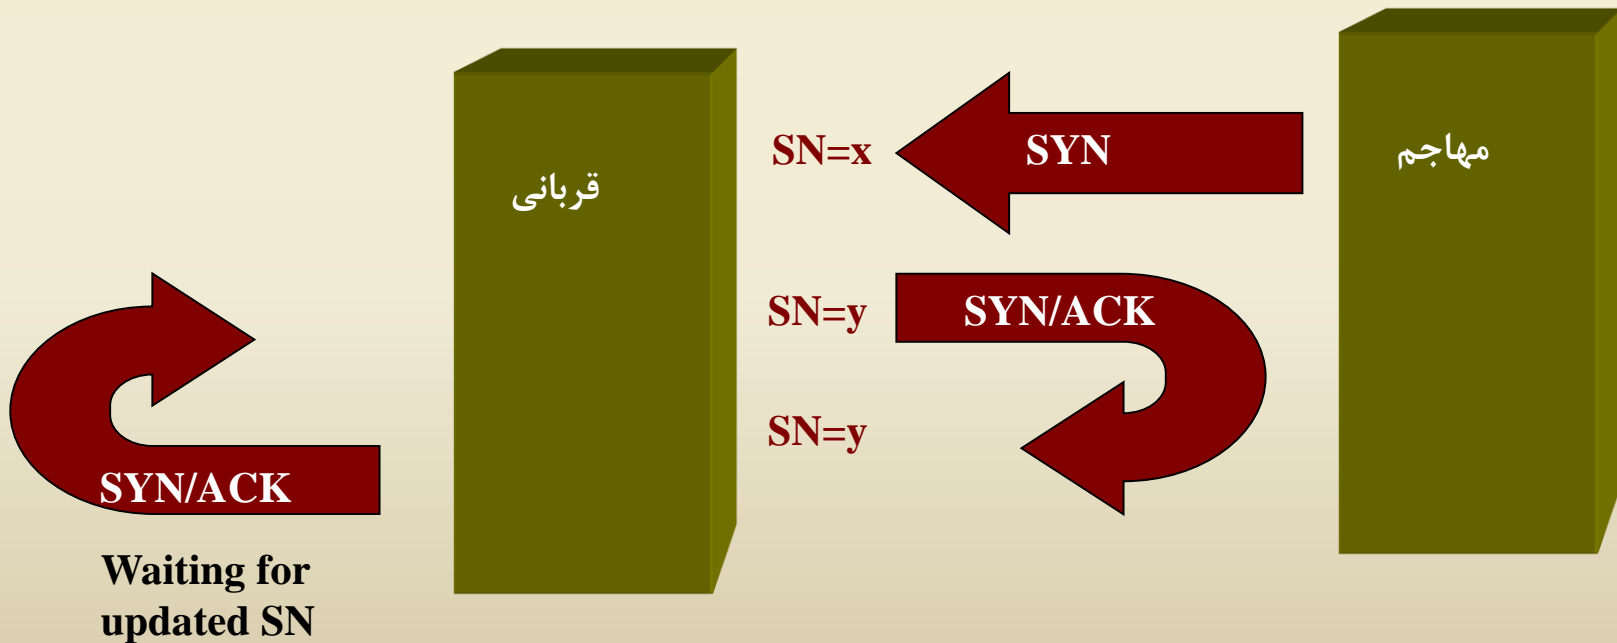 مهاجم
SN=x
SYN
قربانی
SN=y
SYN/ACK
SN=y
SYN/ACK
Waiting for
updated SN